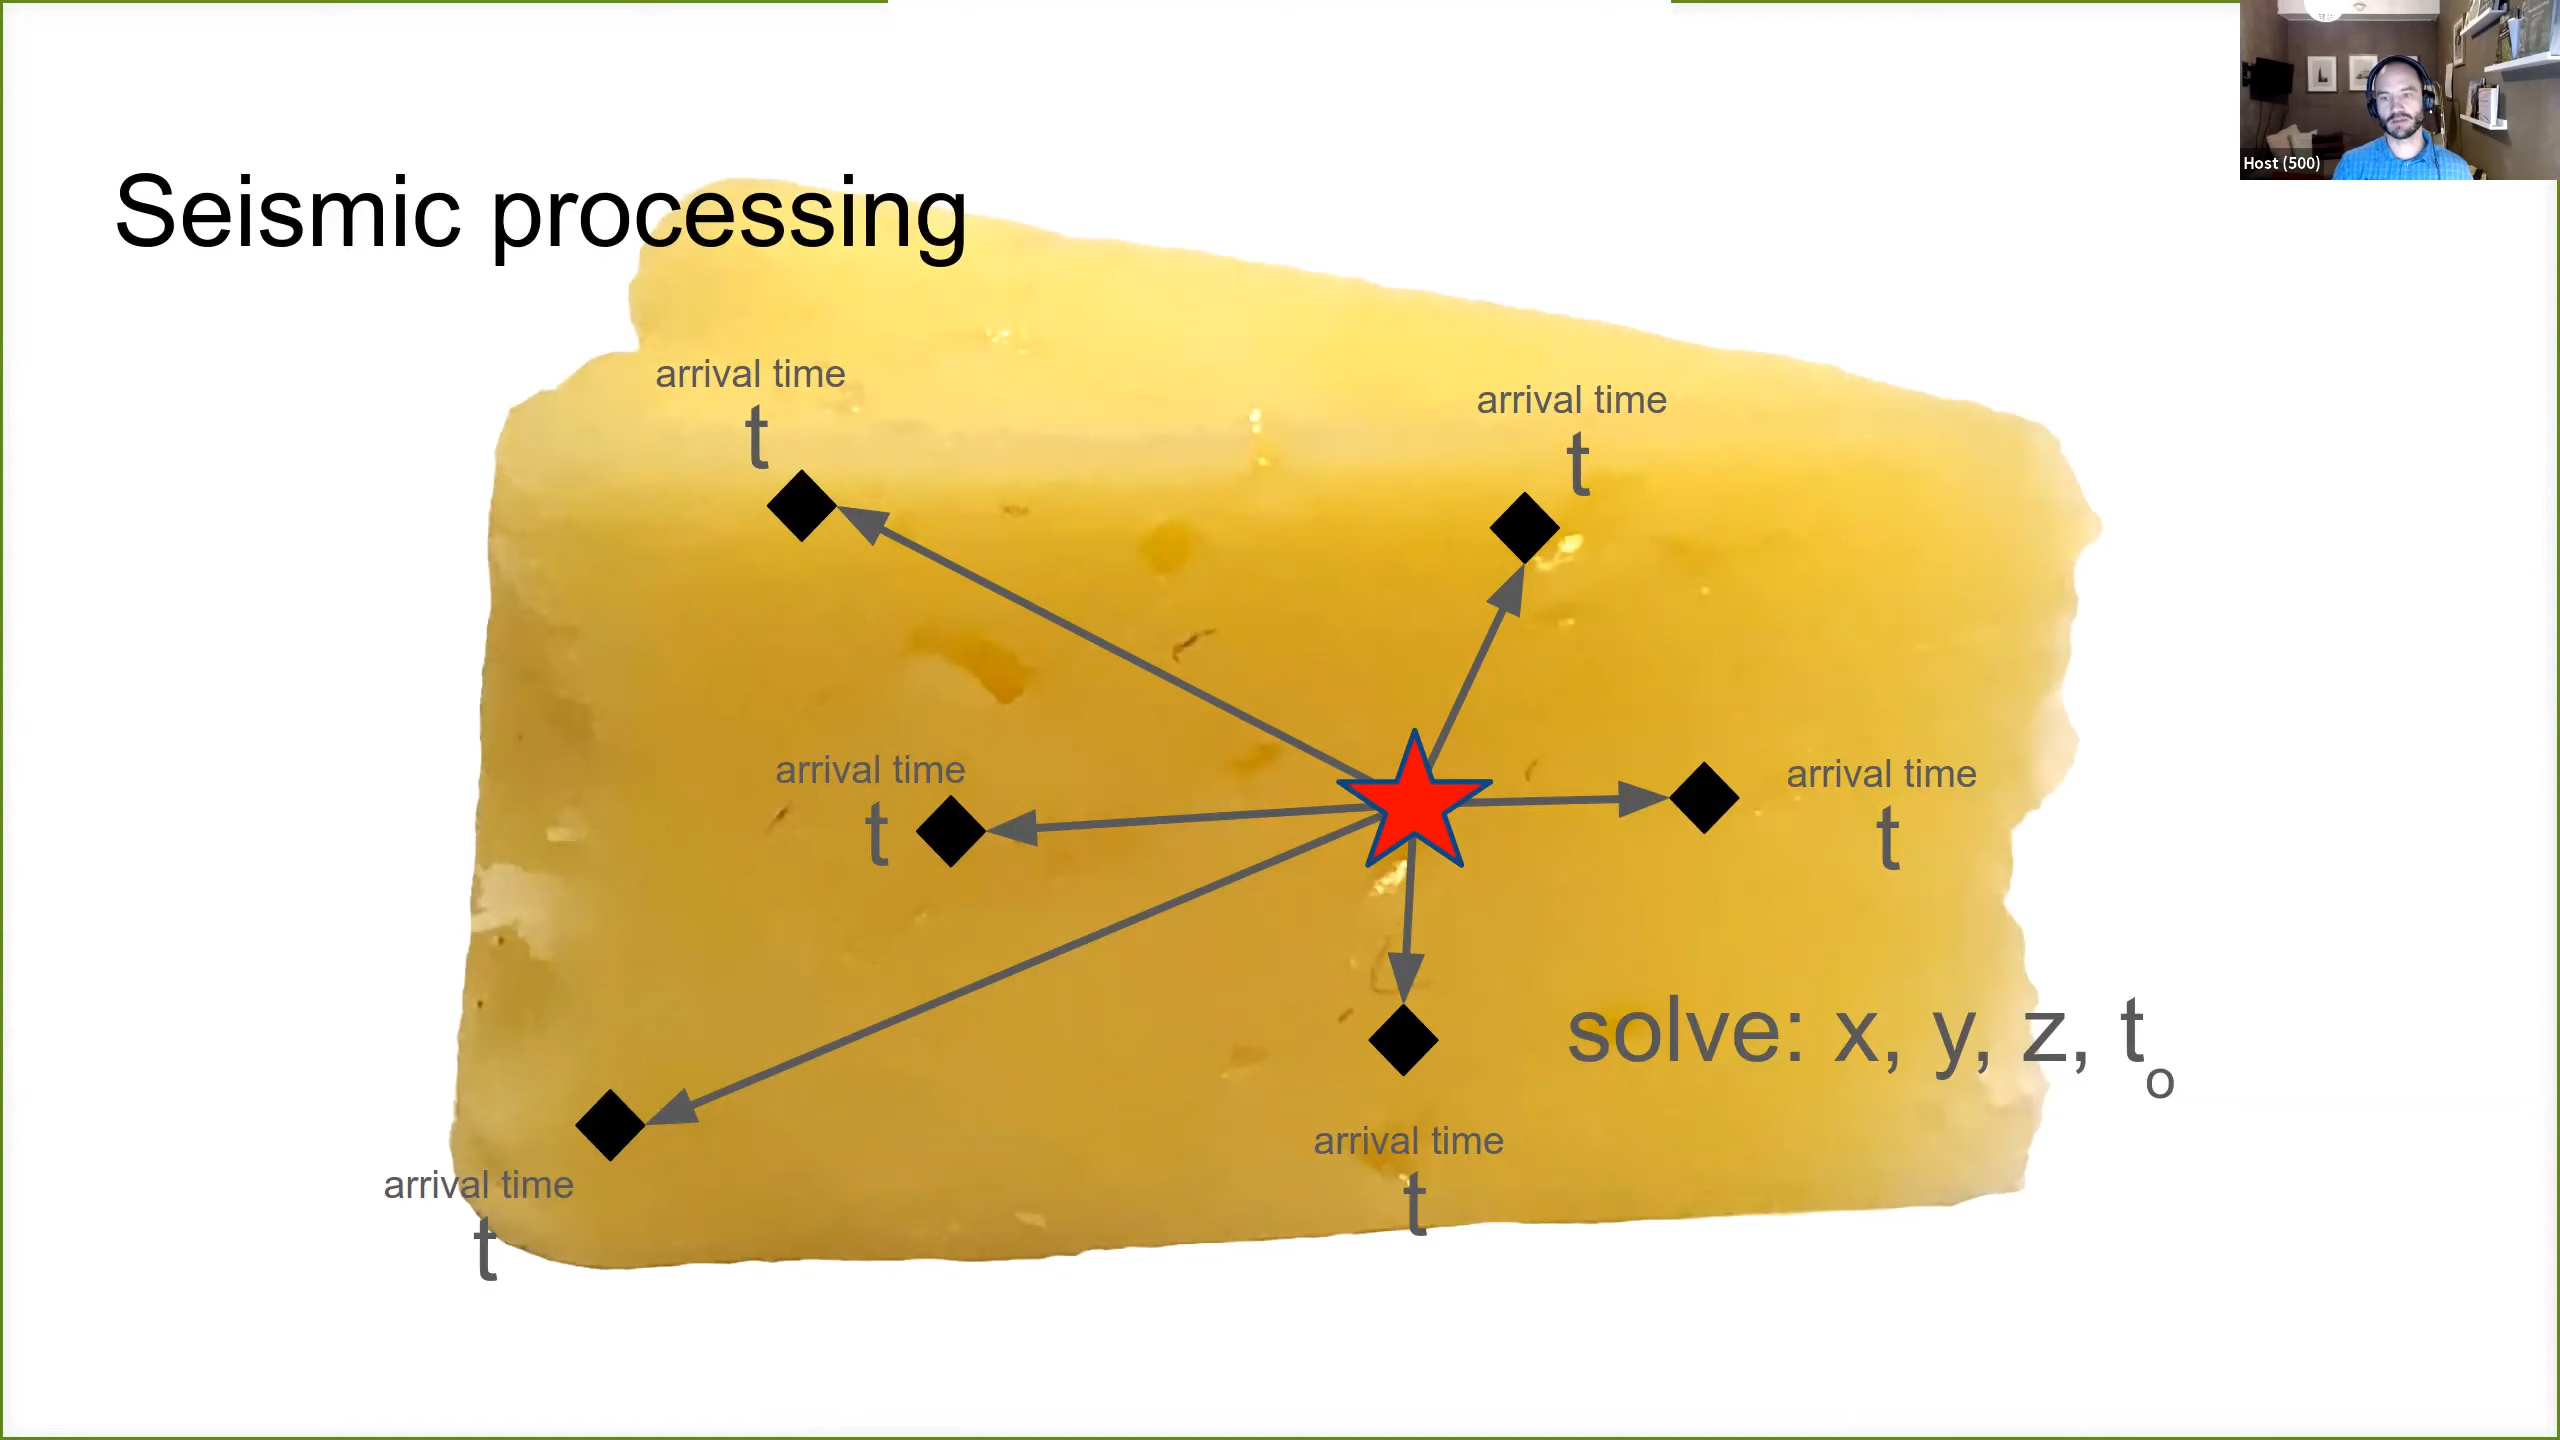 Host (500)
Seismic processing
arrival time
t
arrival time
t
arrival time
t
arrival time
t
solve: x, y, z, to
arrival time
t
arrival time
t